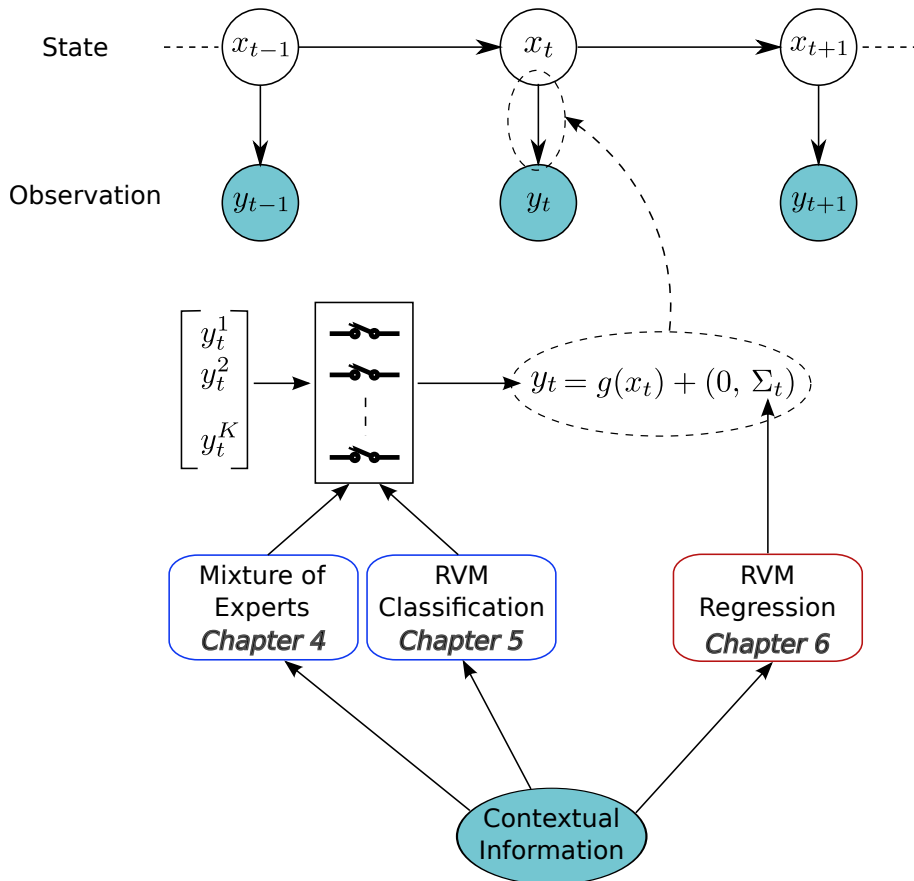 State
x_{t−1}
x_t
x_{t+1}
Observation
y_{t−1}
y_t
y_{t+1}
y_t^1
y_t^2
y_t^K
y_t = g(x_t) + (0, Σ_t)
Mixture of
Experts
Chapter 4
RVM
Classification
Chapter 5
RVM
Regression
Chapter 6
Contextual
Information